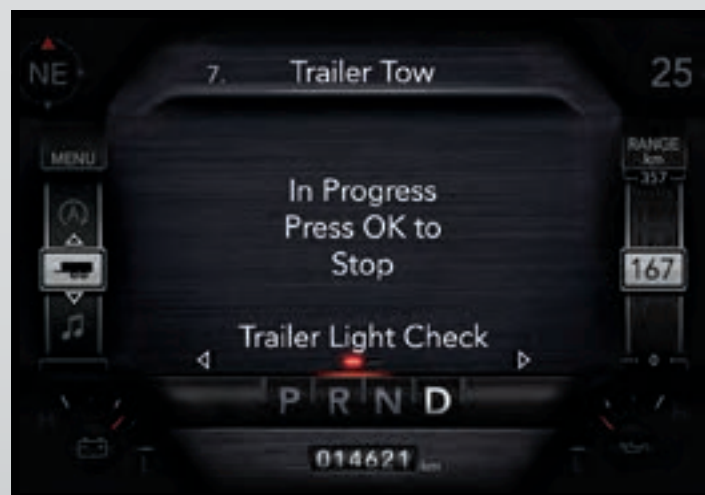 NE
7. Trailer Tow
25
MENU
RANGE
km
357
In Progress
Press OK to
Stop
167
Trailer Light Check
0
P R N D
014621 km